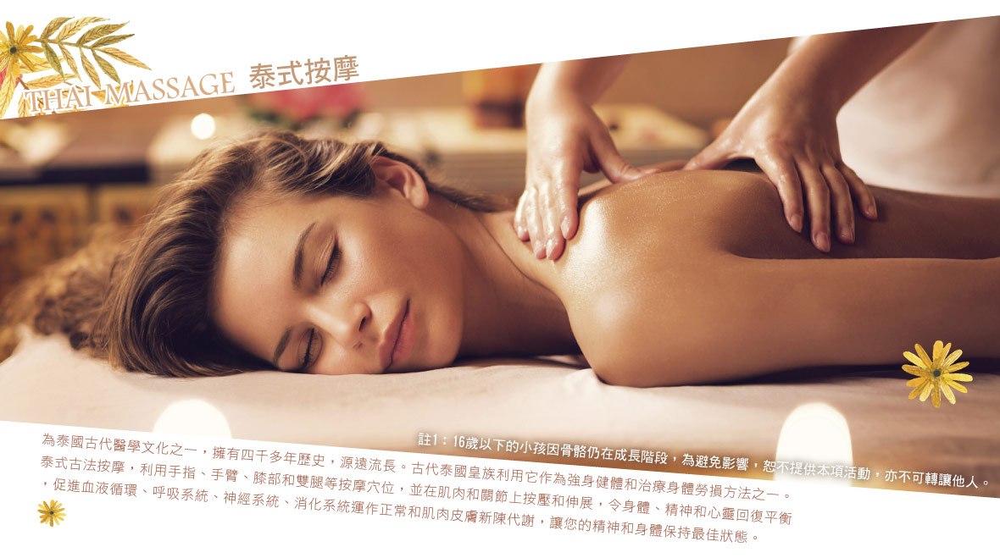 THAI MASSAGE 泰式按摩
註1：16歲以下的小孩因骨骼仍在成長階段，為避免影響，恕不提供本項活動，亦不可轉讓他人。
為泰國古代醫學文化之一，擁有四千多年歷史，源遠流長。古代泰國皇族利用它作為強身健體和治療身體勞損方法之一。
泰式古法按摩，利用手指、手臂、膝部和雙腿等按摩穴位，並在肌肉和關節上按壓和伸展，令身體、精神和心靈回復平衡
，促進血液循環、呼吸系統、神經系統、消化系統運作正常和肌肉皮膚新陳代謝，讓您的精神和身體保持最佳狀態。